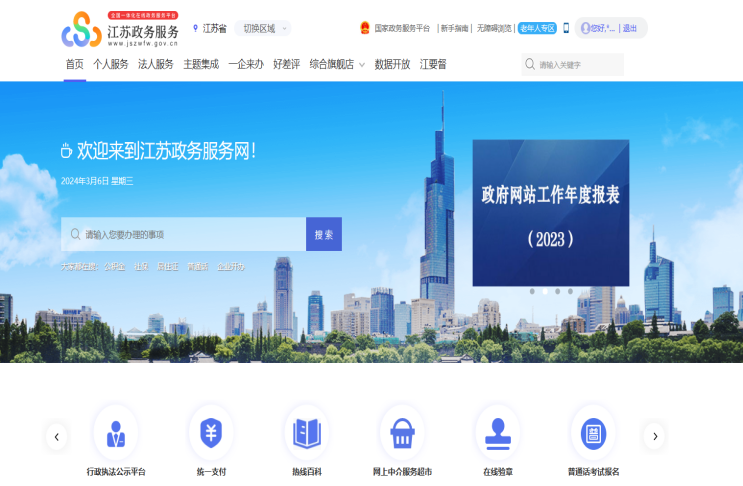 全国一体化在线政务服务平台
江苏政务服务
www.jszwfw.gov.cn
江苏省 切换区域
国家政务服务平台 | 新手指南 | 无障碍浏览 | 老年人专区 您好,*... | 退出
首页 个人服务 法人服务 主题集成 一企来办 好差评 综合旗舰店 数据开放 江要督
请输入关键字
欢迎来到江苏政务服务网!
2024年3月6日 星期三
政府网站工作年度报表
(2023)
请输入您要办理的事项 搜索
大家都在搜: 公积金 社保 居住证 普通话 企业开办
行政执法公示平台 统一支付 热线百科 网上中介服务超市 在线验章 普通话考试报名